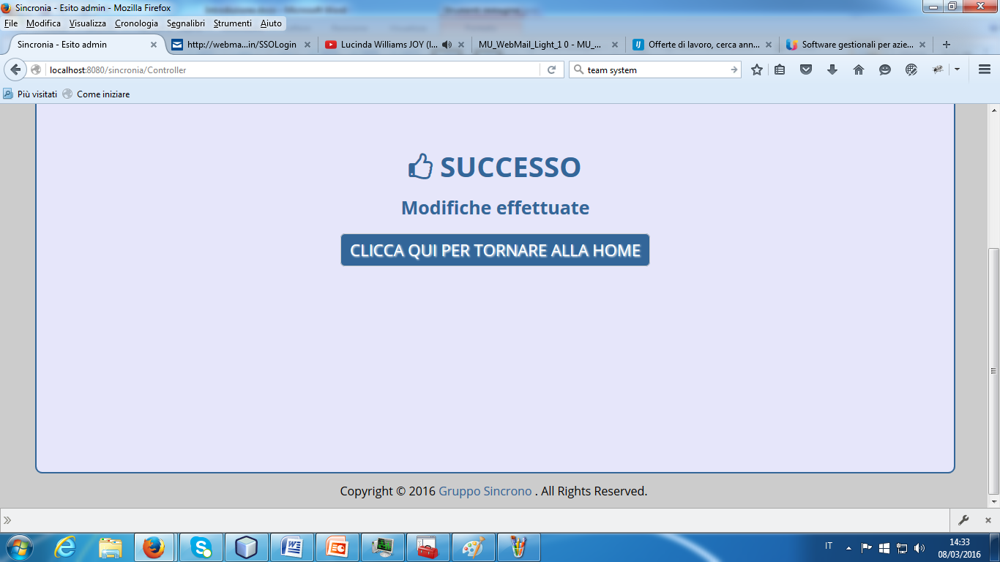 Sincronia - Esito admin - Mozilla Firefox
File Modifica Visualizza Cronologia Segnalibri Strumenti Aiuto
Sincronia - Esito admin
http://webma...in/SSOLogin
Lucinda Williams JOY (l...
MU_WebMail_Light_1 0 - MU_...
Offerte di lavoro, cerca ann...
Software gestionali per azie...
localhost:8080/sincronia/Controller
team system
Più visitati
Come iniziare
SUCCESSO
Modifiche effettuate
CLICCA QUI PER TORNARE ALLA HOME
Copyright © 2016 Gruppo Sincrono . All Rights Reserved.
IT
14:33
08/03/2016